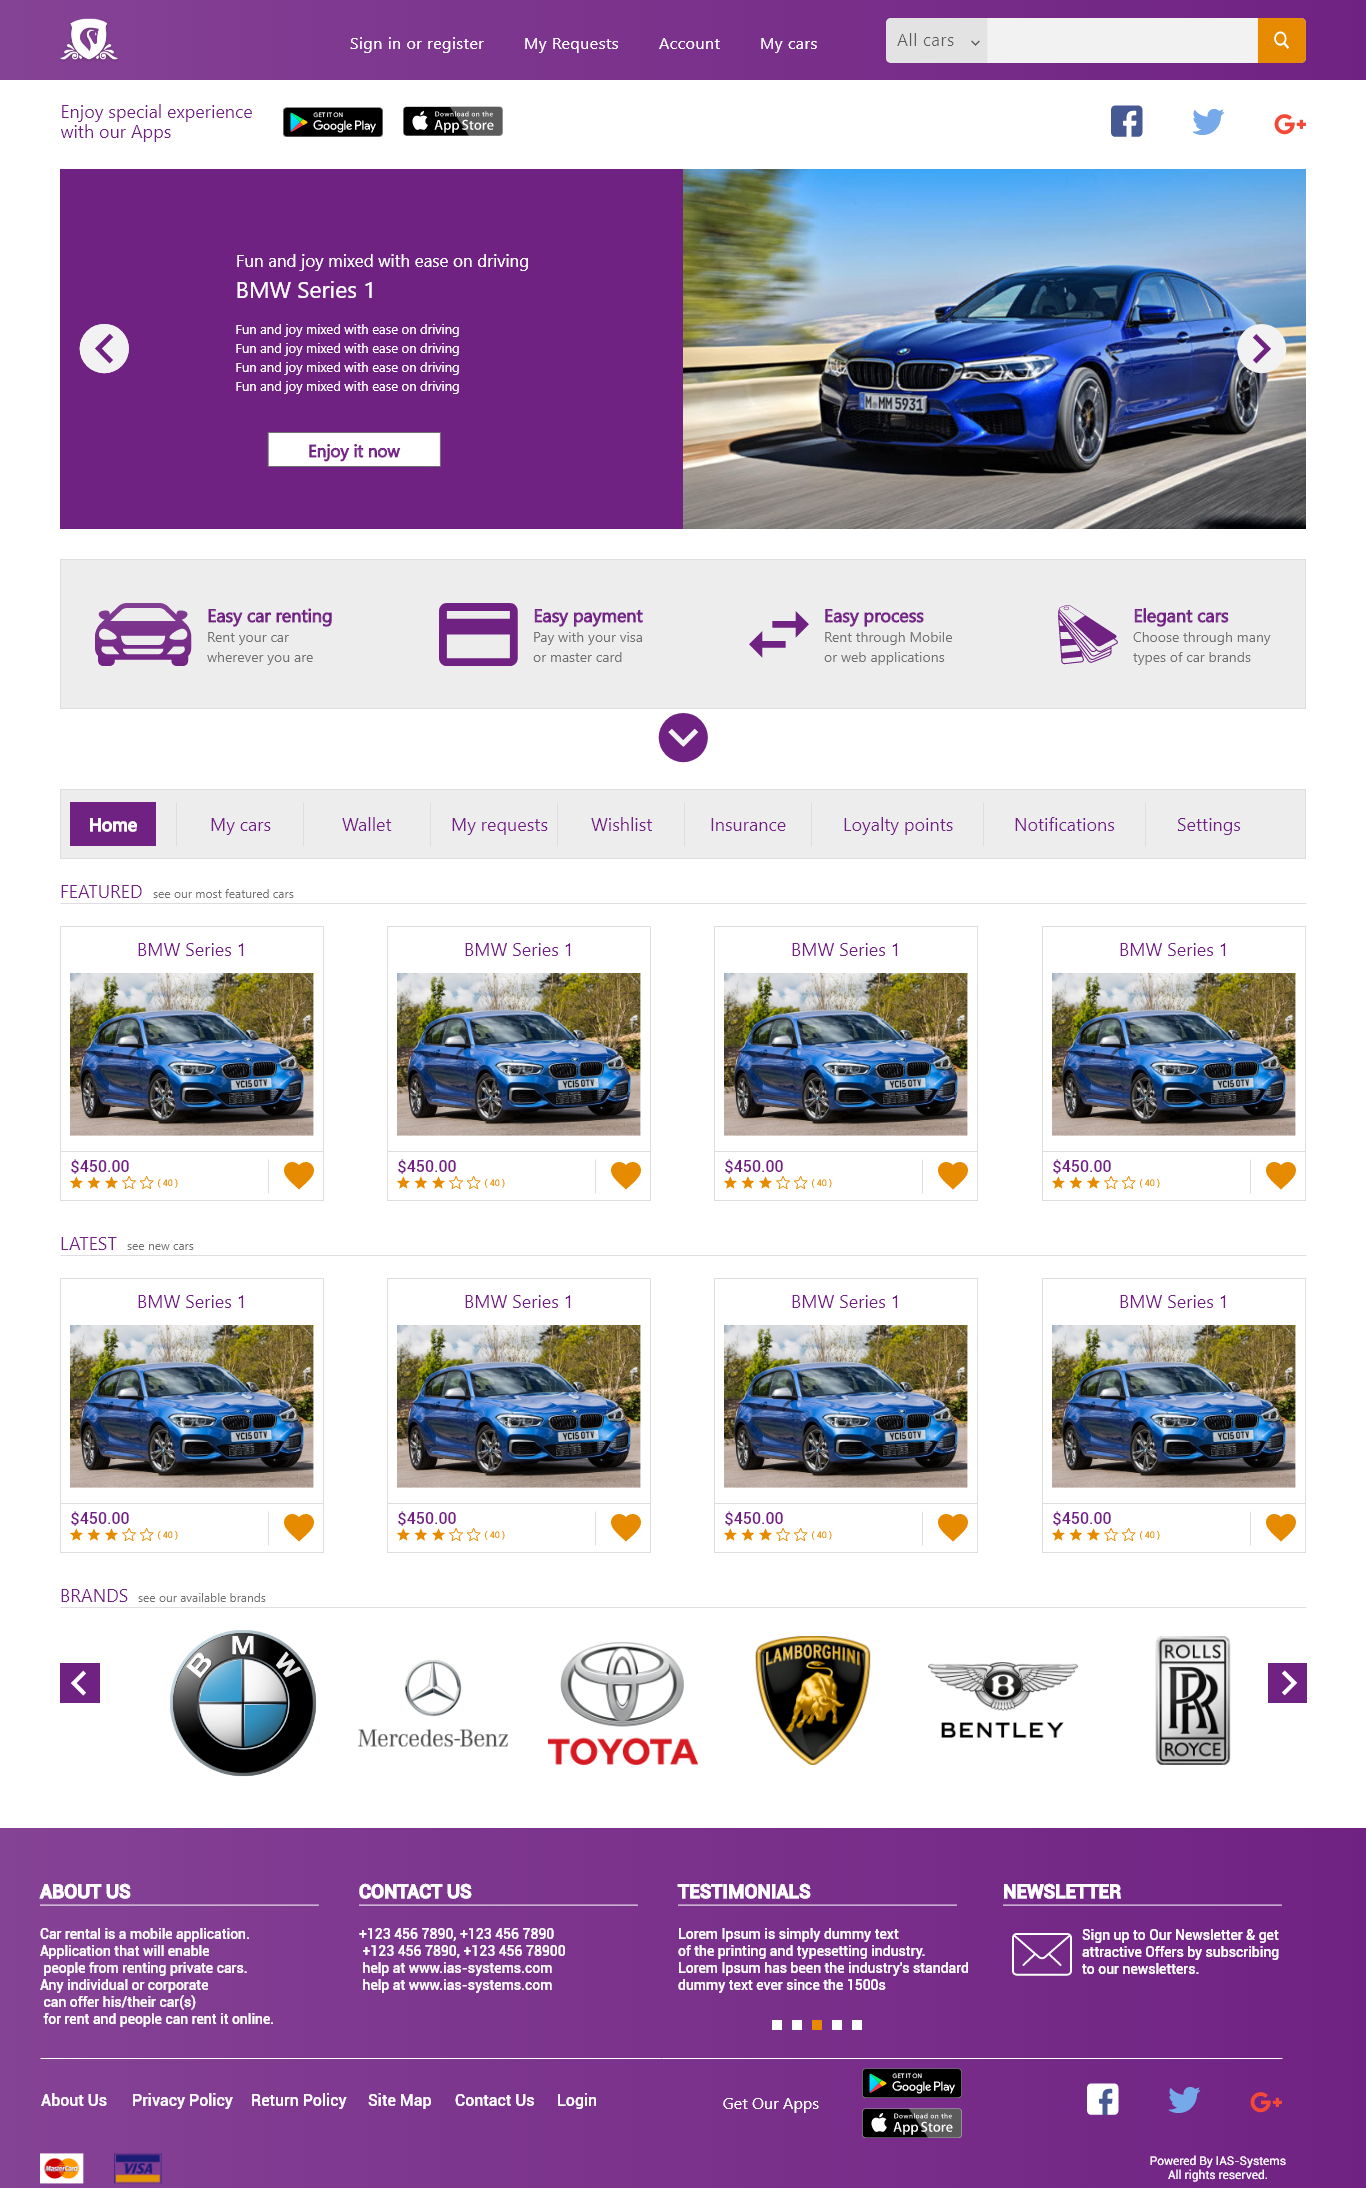 Sign in or register My Requests Account My cars
All cars
Enjoy special experience
with our Apps
GET IT ON
Google Play
Download on the
App Store
Fun and joy mixed with ease on driving
BMW Series 1
Fun and joy mixed with ease on driving
Fun and joy mixed with ease on driving
Fun and joy mixed with ease on driving
Fun and joy mixed with ease on driving
Enjoy it now
M MM 5931
Easy car renting
Rent your car
wherever you are
Easy payment
Pay with your visa
or master card
Easy process
Rent through Mobile
or web applications
Elegant cars
Choose through many
types of car brands
Home My cars Wallet My requests Wishlist Insurance Loyalty points Notifications Settings
FEATURED see our most featured cars
BMW Series 1
YC15 OTV
$450.00
( 40 )
BMW Series 1
YC15 OTV
$450.00
( 40 )
BMW Series 1
YC15 OTV
$450.00
( 40 )
BMW Series 1
YC15 OTV
$450.00
( 40 )
LATEST see new cars
BMW Series 1
YC15 OTV
$450.00
( 40 )
BMW Series 1
YC15 OTV
$450.00
( 40 )
BMW Series 1
YC15 OTV
$450.00
( 40 )
BMW Series 1
YC15 OTV
$450.00
( 40 )
BRANDS see our available brands
BMW
Mercedes-Benz
TOYOTA
LAMBORGHINI
B
BENTLEY
ROLLS
RR
ROYCE
ABOUT US
Car rental is a mobile application.
Application that will enable
people from renting private cars.
Any individual or corporate
can offer his/their car(s)
for rent and people can rent it online.
CONTACT US
+123 456 7890, +123 456 7890
+123 456 7890, +123 456 78900
help at www.ias-systems.com
help at www.ias-systems.com
TESTIMONIALS
Lorem Ipsum is simply dummy text
of the printing and typesetting industry.
Lorem Ipsum has been the industry's standard
dummy text ever since the 1500s
NEWSLETTER
Sign up to Our Newsletter & get
attractive Offers by subscribing
to our newsletters.
About Us Privacy Policy Return Policy Site Map Contact Us Login
Get Our Apps
GET IT ON
Google Play
Download on the
App Store
MasterCard
VISA
Powered By IAS-Systems
All rights reserved.